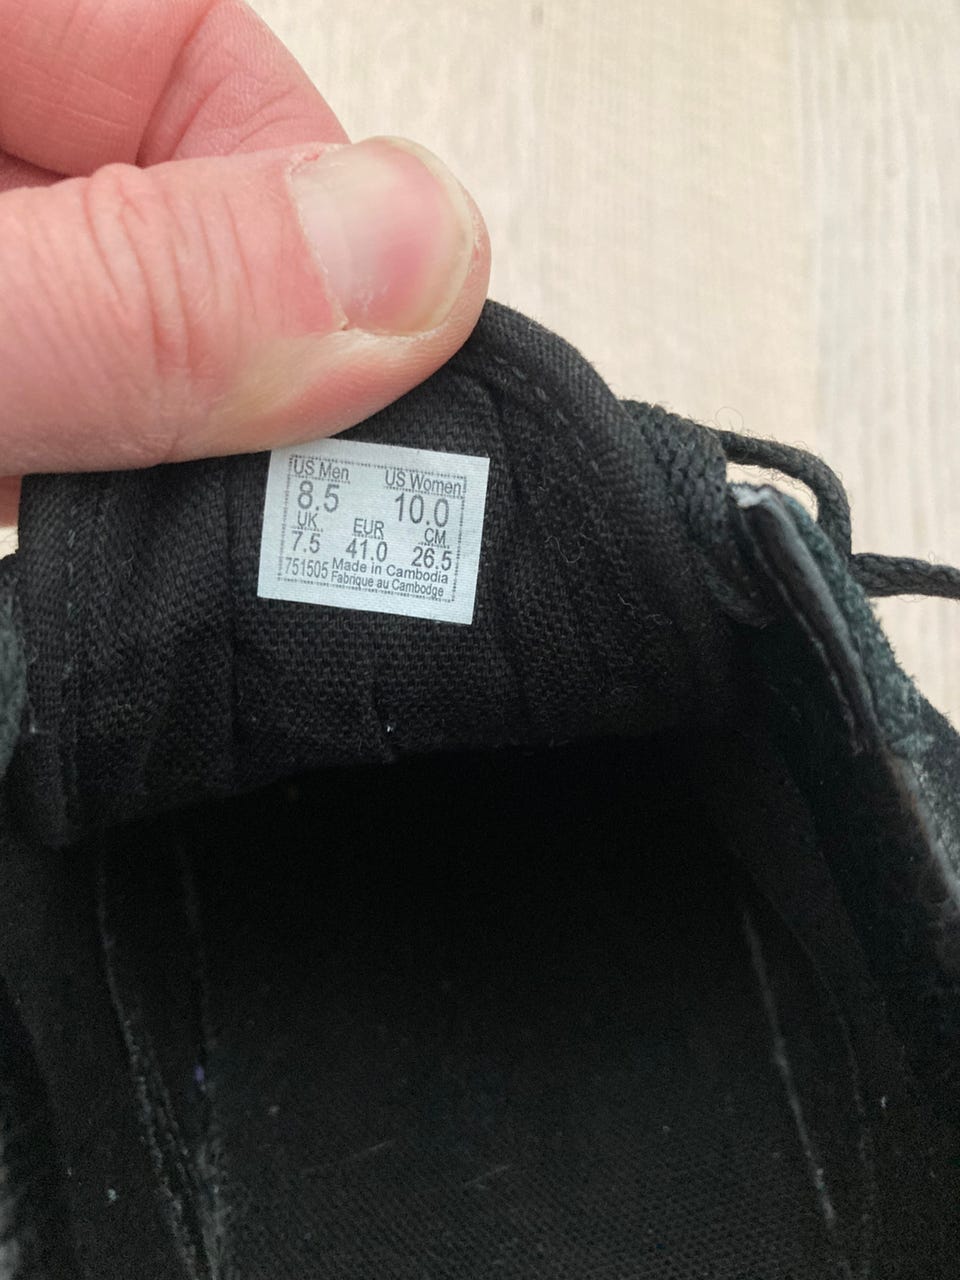 US Men US Women
8.5 10.0
UK EUR CM
7.5 41.0 26.5
751505 Made in Cambodia
Fabrique au Cambodge